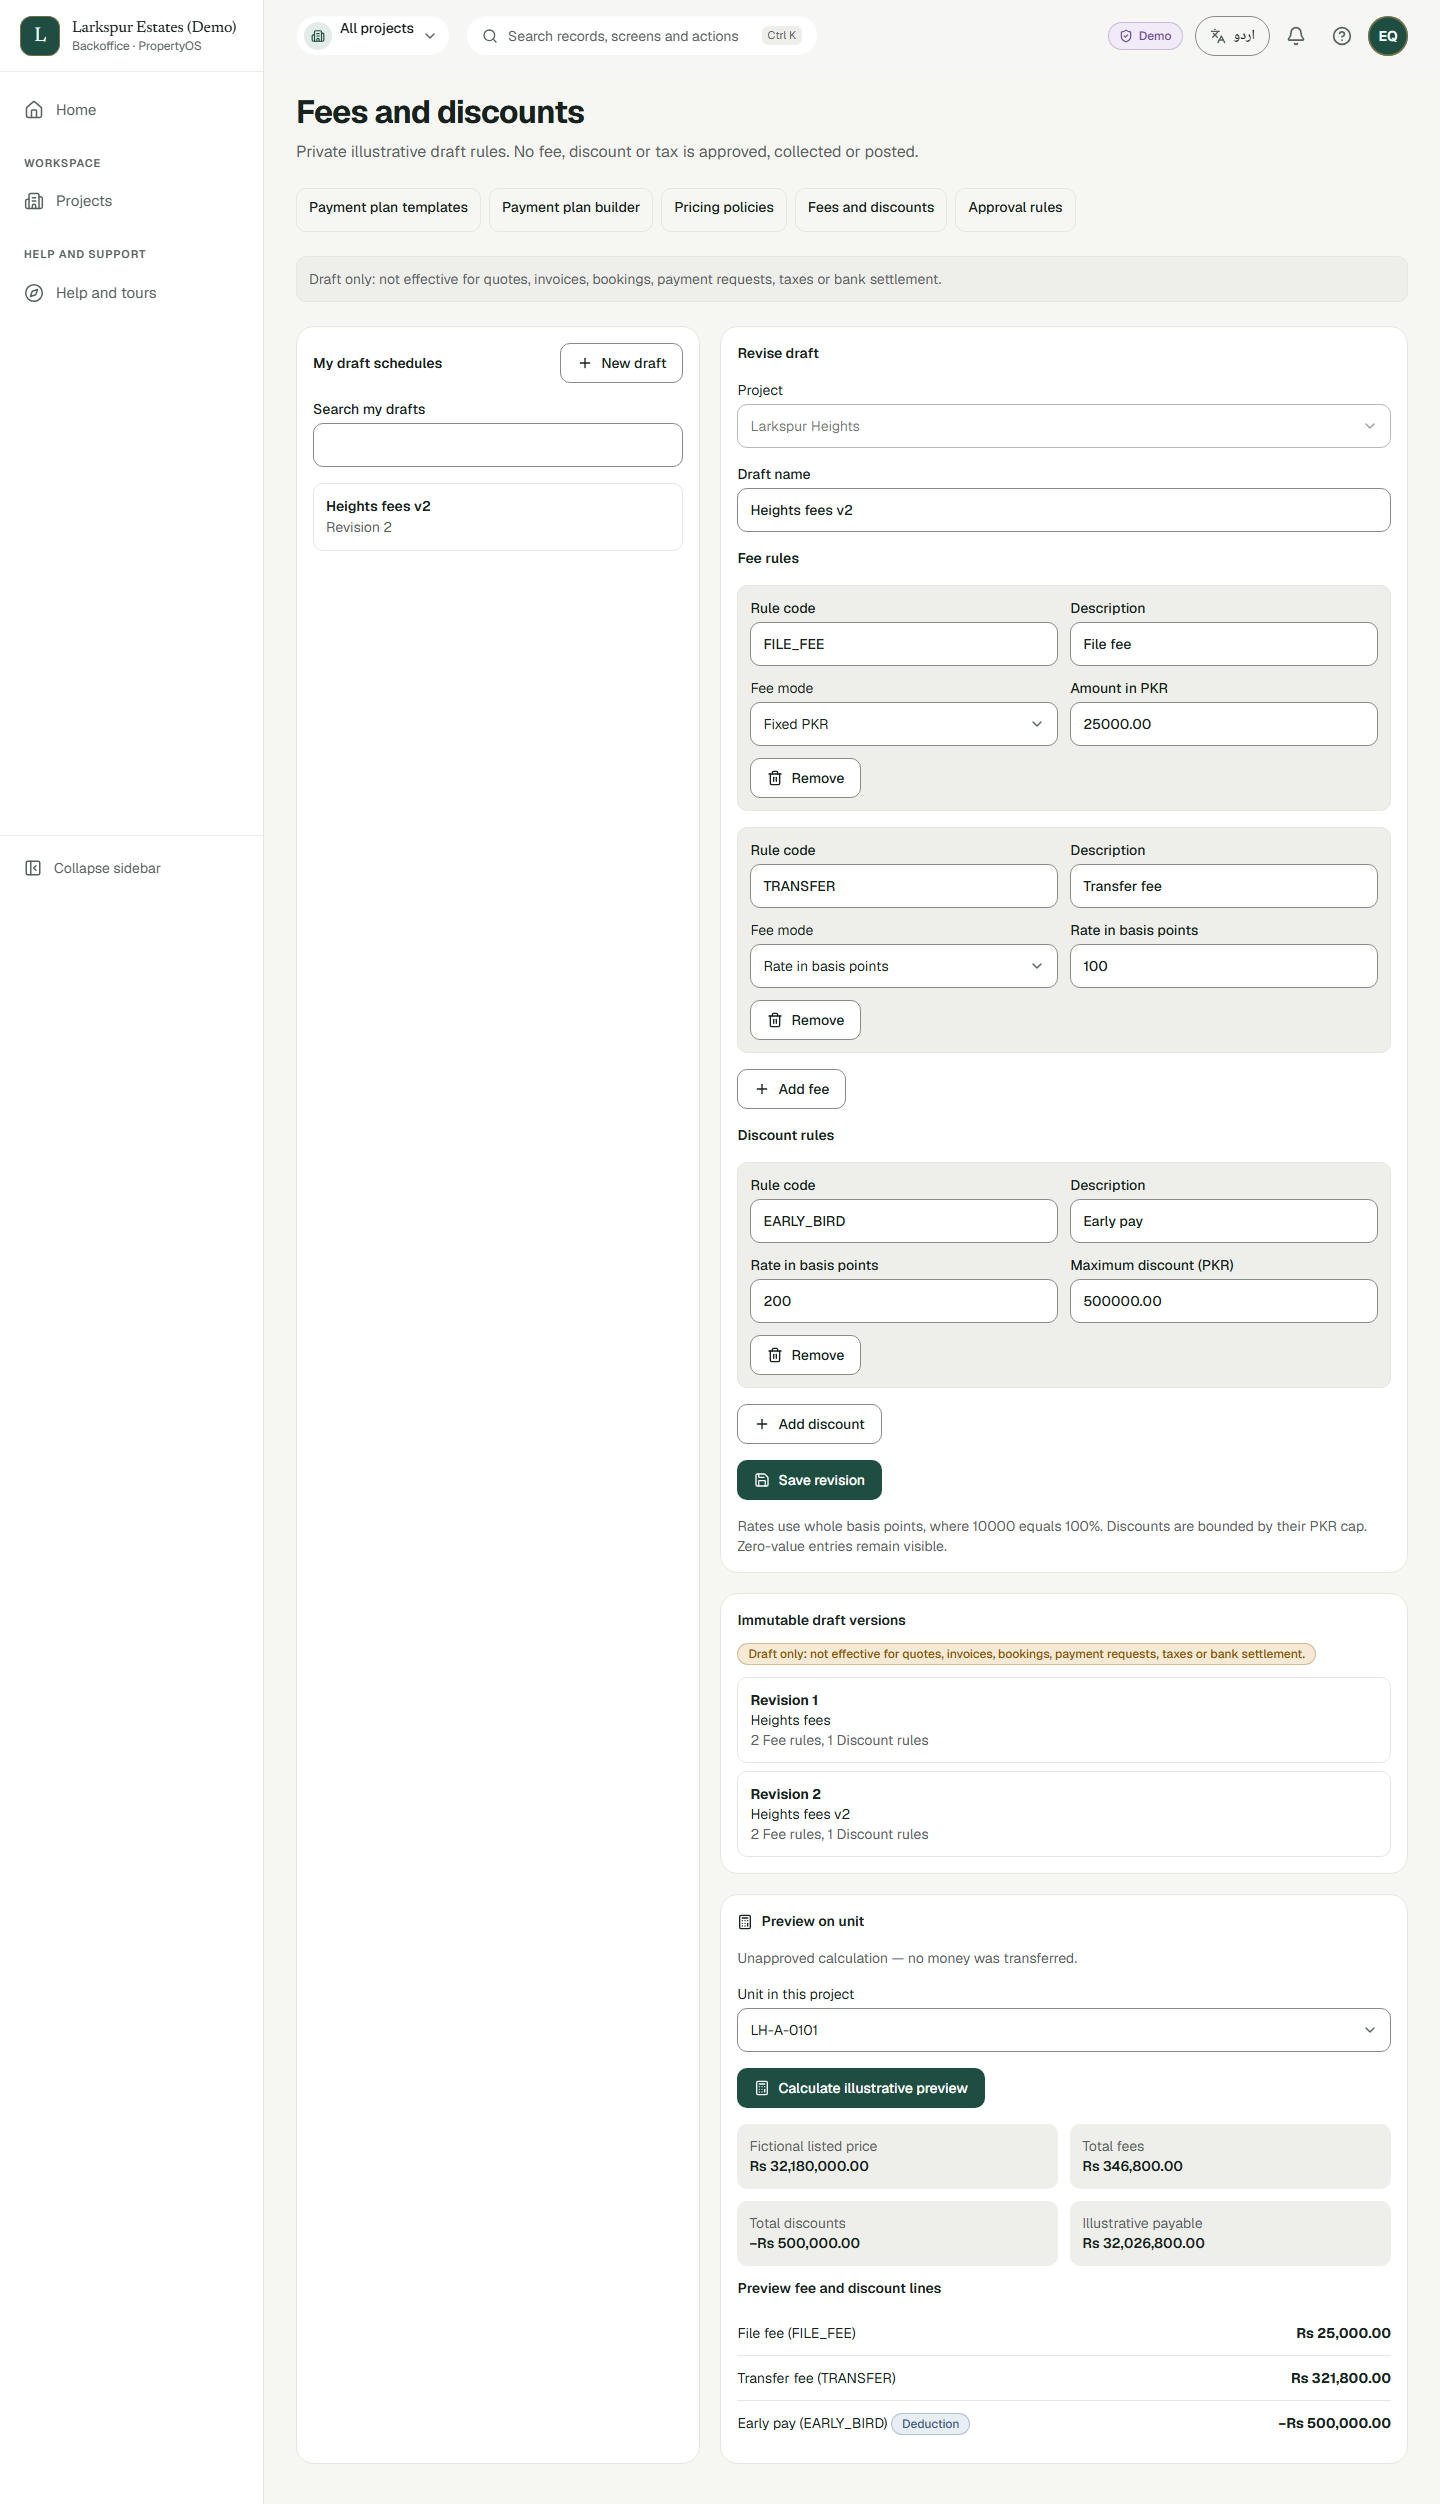 L
Larkspur Estates (Demo)
Backoffice · PropertyOS
All projects
Search records, screens and actions
Ctrl K
Demo
اردو
EQ
Home
WORKSPACE
Projects
HELP AND SUPPORT
Help and tours
Collapse sidebar
Fees and discounts
Private illustrative draft rules. No fee, discount or tax is approved, collected or posted.
Payment plan templates
Payment plan builder
Pricing policies
Fees and discounts
Approval rules
Draft only: not effective for quotes, invoices, bookings, payment requests, taxes or bank settlement.
My draft schedules
New draft
Search my drafts
Heights fees v2
Revision 2
Revise draft
Project
Larkspur Heights
Draft name
Heights fees v2
Fee rules
Rule code
Description
FILE_FEE
File fee
Fee mode
Amount in PKR
Fixed PKR
25000.00
Remove
Rule code
Description
TRANSFER
Transfer fee
Fee mode
Rate in basis points
Rate in basis points
100
Remove
Add fee
Discount rules
Rule code
Description
EARLY_BIRD
Early pay
Rate in basis points
Maximum discount (PKR)
200
500000.00
Remove
Add discount
Save revision
Rates use whole basis points, where 10000 equals 100%. Discounts are bounded by their PKR cap.
Zero-value entries remain visible.
Immutable draft versions
Draft only: not effective for quotes, invoices, bookings, payment requests, taxes or bank settlement.
Revision 1
Heights fees
2 Fee rules, 1 Discount rules
Revision 2
Heights fees v2
2 Fee rules, 1 Discount rules
Preview on unit
Unapproved calculation — no money was transferred.
Unit in this project
LH-A-0101
Calculate illustrative preview
Fictional listed price
Rs 32,180,000.00
Total fees
Rs 346,800.00
Total discounts
−Rs 500,000.00
Illustrative payable
Rs 32,026,800.00
Preview fee and discount lines
File fee (FILE_FEE)
Rs 25,000.00
Transfer fee (TRANSFER)
Rs 321,800.00
Early pay (EARLY_BIRD) Deduction
−Rs 500,000.00